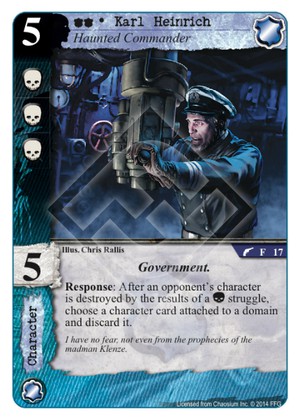 5
• Karl Heinrich
Haunted Commander
Illus. Chris Rallis
F 17
5
Government.
Response: After an opponent's character
is destroyed by the results of a struggle,
choose a character card attached to a domain
and discard it.
I have no fear, not even from the prophecies of the
madman Klenze.
Character
Licensed from Chaosium Inc. © 2014 FFG